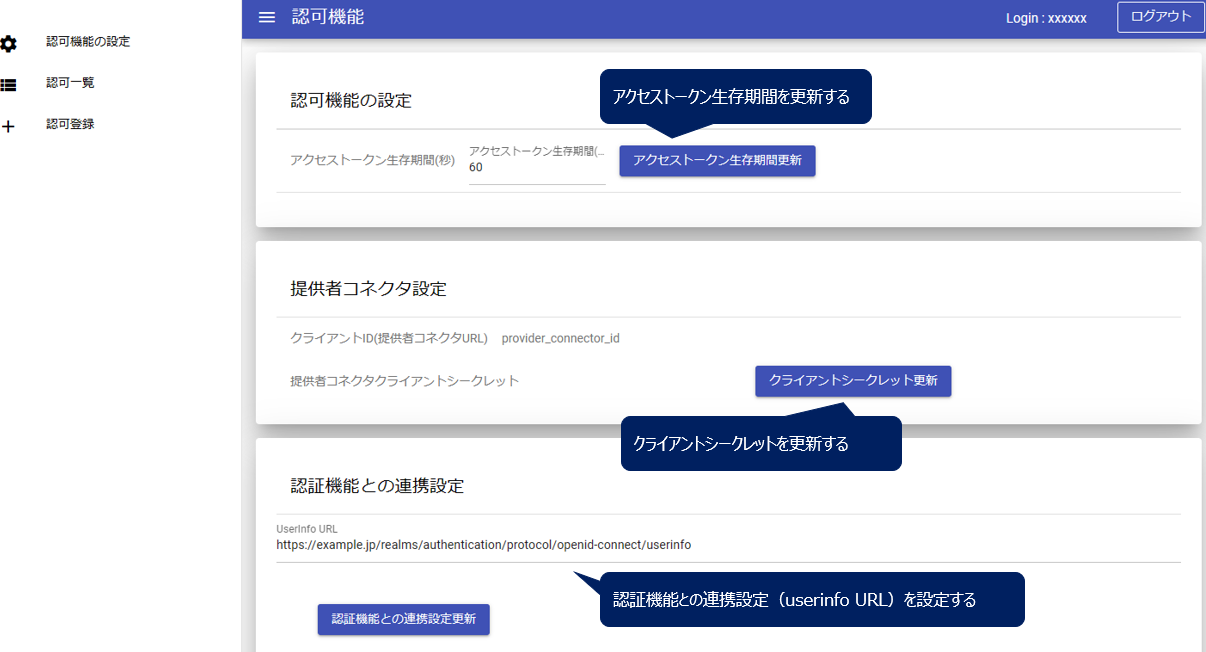 認可機能
Login : xxxxxx
ログアウト
認可機能の設定
認可一覧
認可登録
認可機能の設定
アクセストークン生存期間を更新する
アクセストークン生存期間(秒)
アクセストークン生存期間(...
60
アクセストークン生存期間更新
提供者コネクタ設定
クライアントID(提供者コネクタURL)
provider_connector_id
提供者コネクタクライアントシークレット
クライアントシークレット更新
クライアントシークレットを更新する
認証機能との連携設定
UserInfo URL
https://example.jp/realms/authentication/protocol/openid-connect/userinfo
認証機能との連携設定（userinfo URL）を設定する
認証機能との連携設定更新